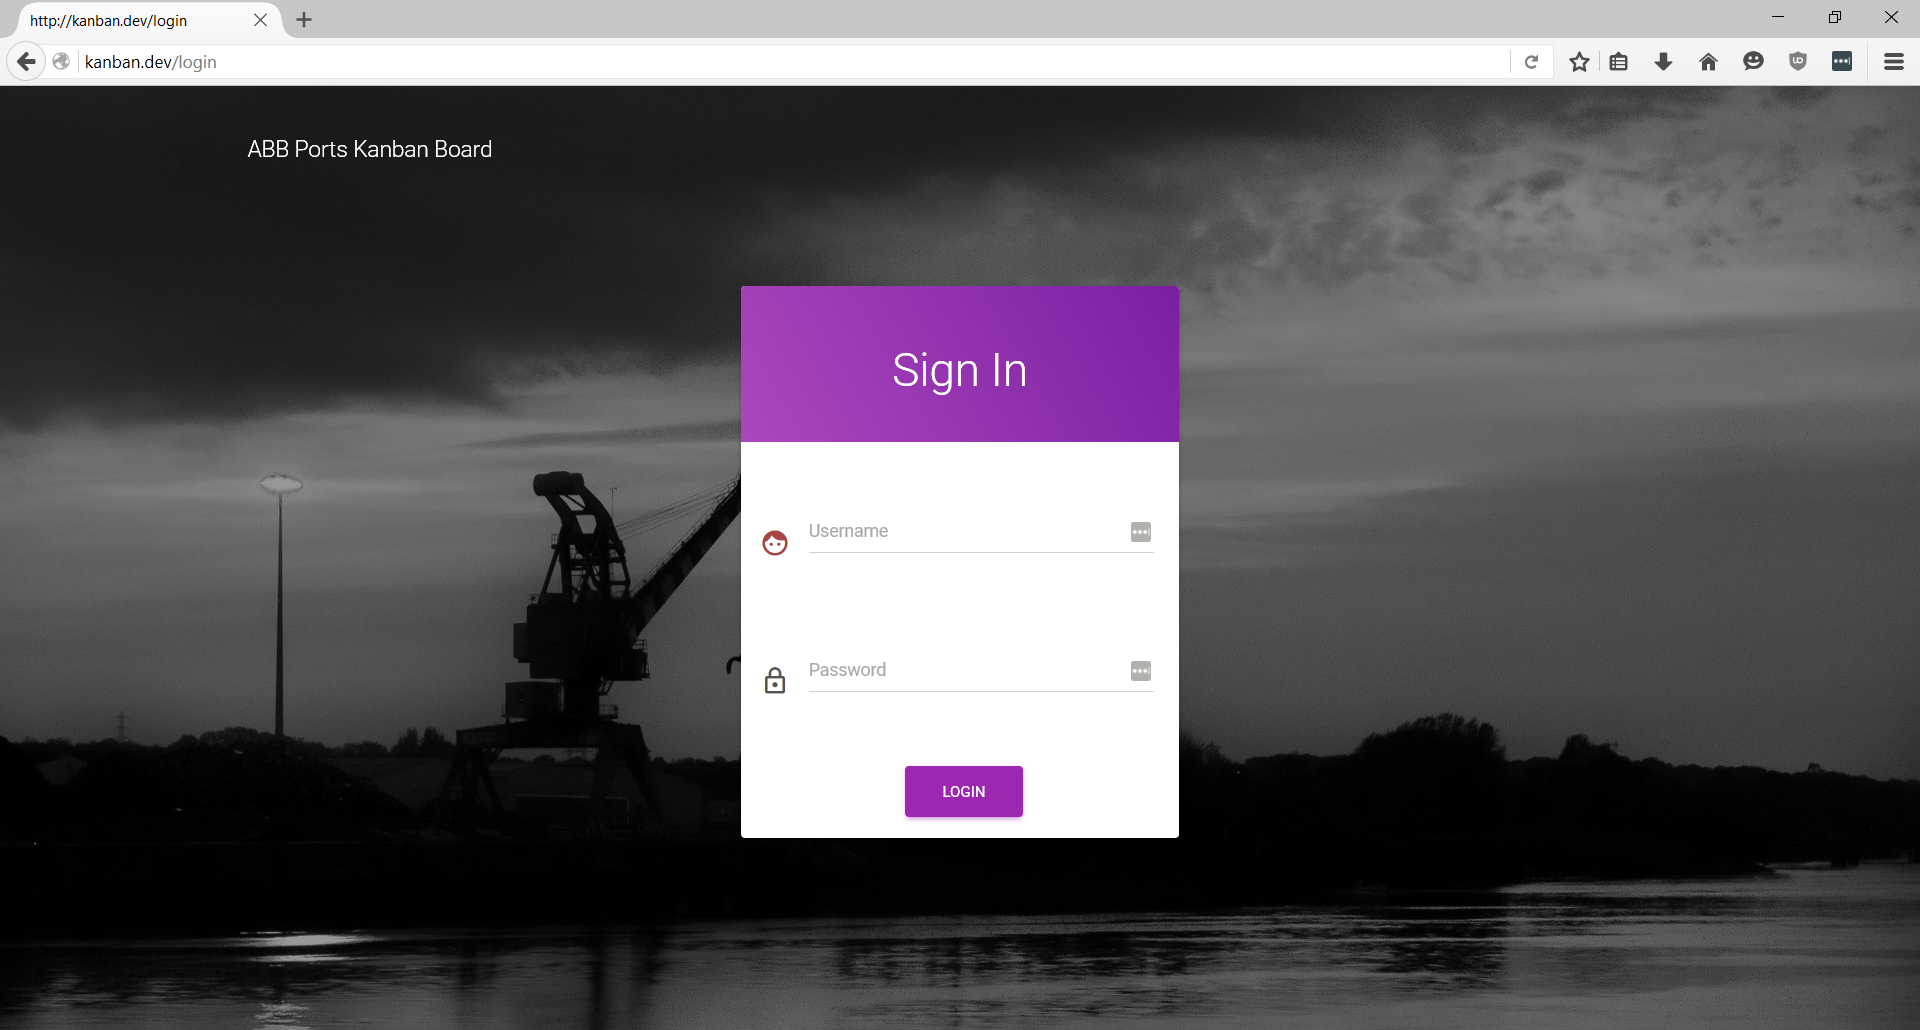 http://kanban.dev/login
kanban.dev/login
ABB Ports Kanban Board
Sign In
Username
Password
LOGIN